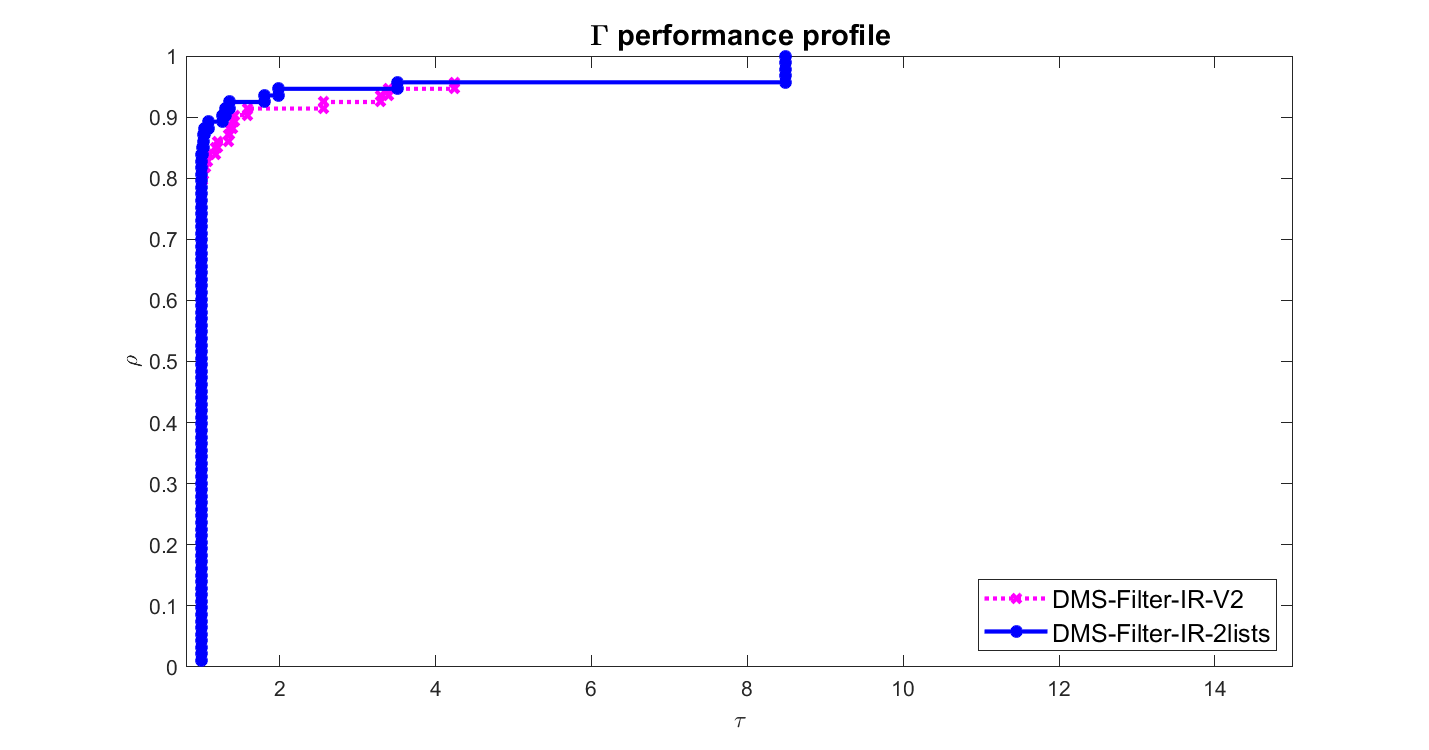 Γ performance profile
1
0.9
0.8
0.7
0.6
0.5
0.4
0.3
0.2
0.1
0
ρ
2 4 6 8 10 12 14
τ
DMS-Filter-IR-V2
DMS-Filter-IR-2lists